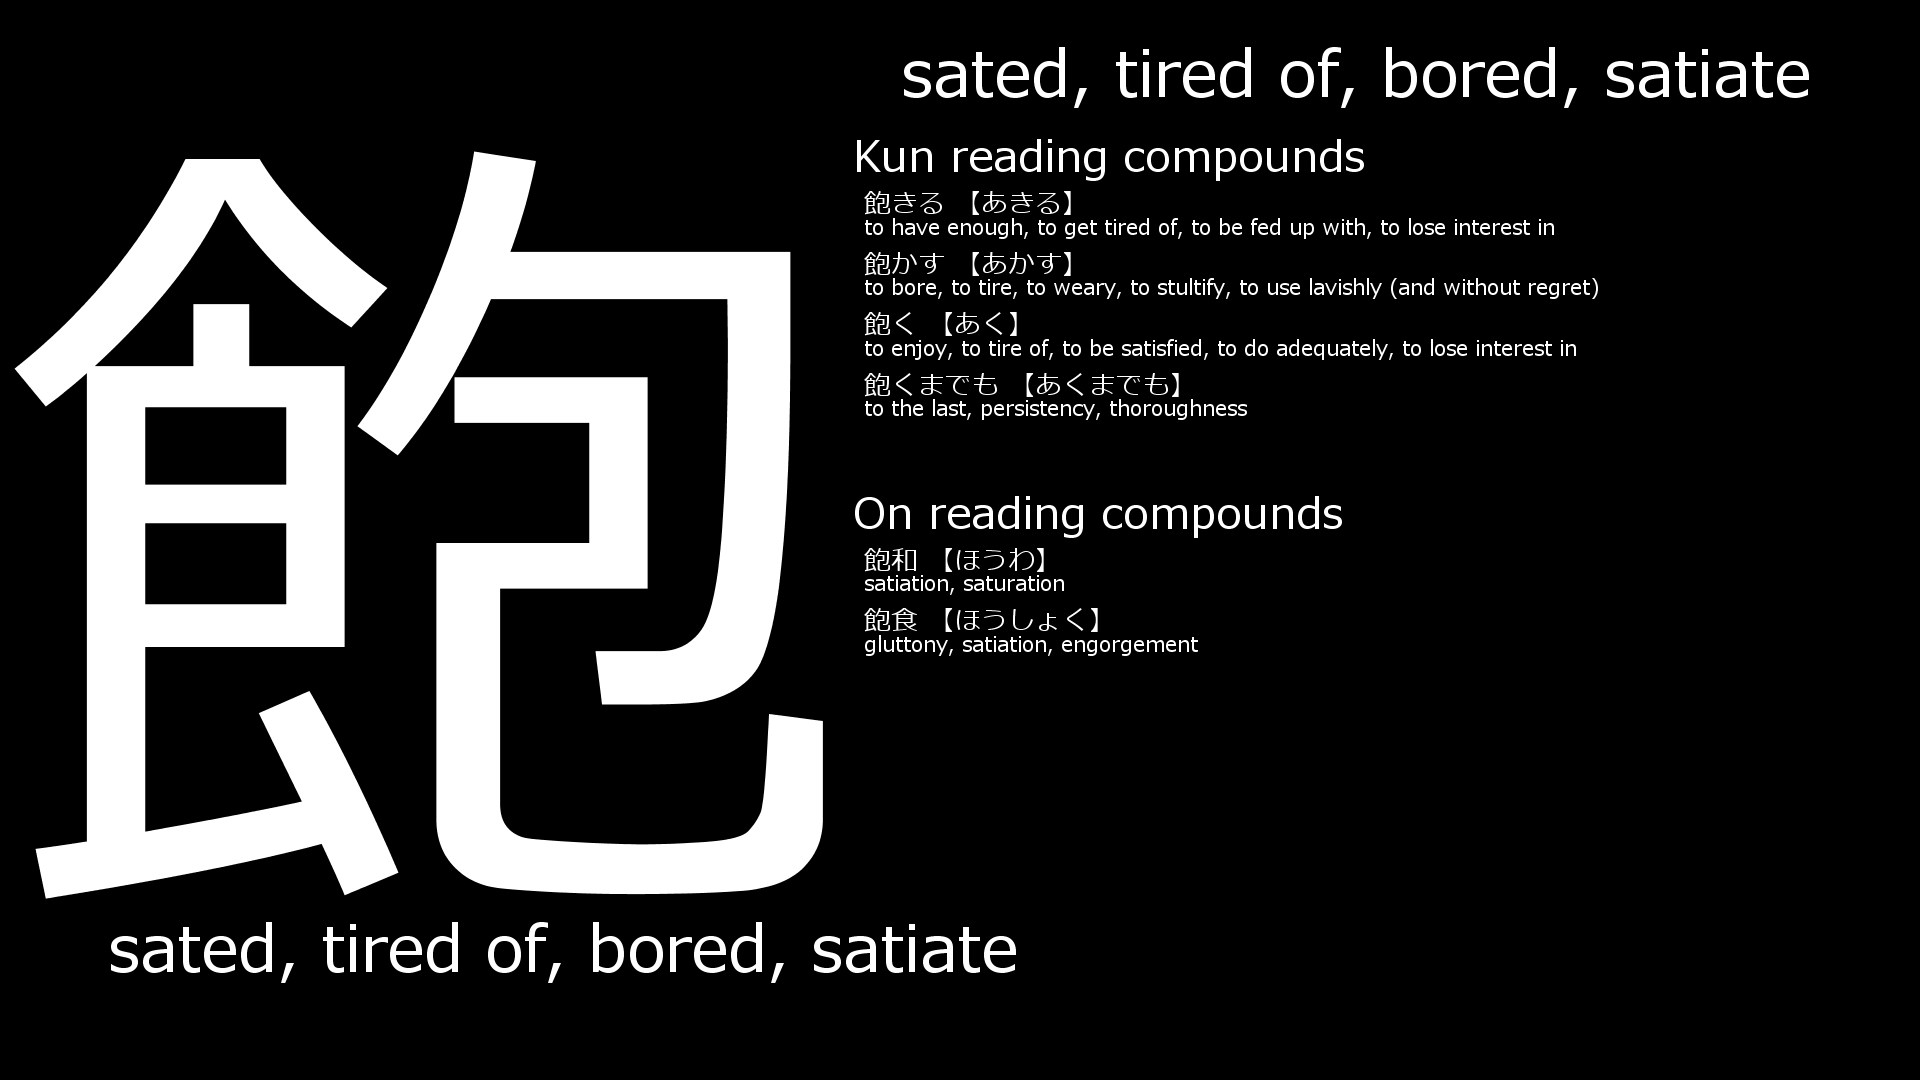 飽
sated, tired of, bored, satiate
sated, tired of, bored, satiate
Kun reading compounds
飽きる 【あきる】
to have enough, to get tired of, to be fed up with, to lose interest in
飽かす 【あかす】
to bore, to tire, to weary, to stultify, to use lavishly (and without regret)
飽く 【あく】
to enjoy, to tire of, to be satisfied, to do adequately, to lose interest in
飽くまでも 【あくまでも】
to the last, persistency, thoroughness
On reading compounds
飽和 【ほうわ】
satiation, saturation
飽食 【ほうしょく】
gluttony, satiation, engorgement